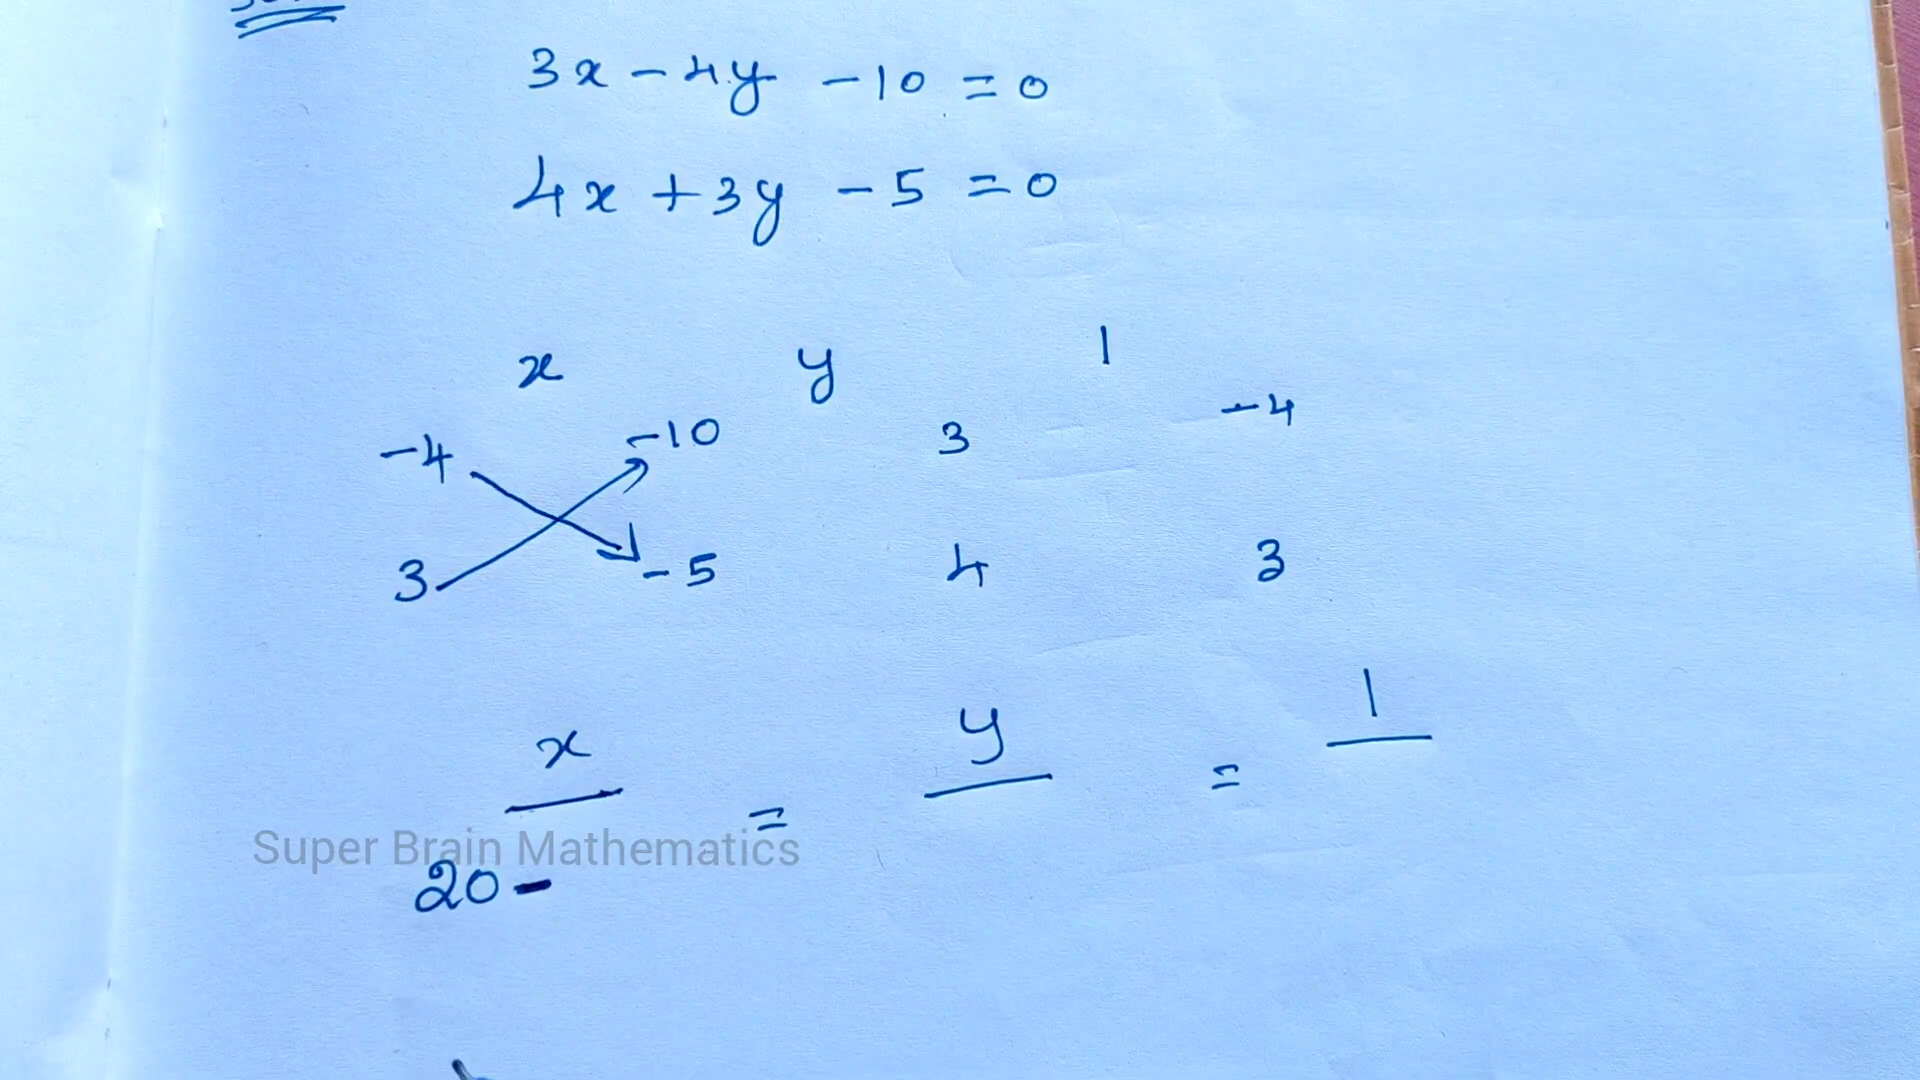 3x - 4y - 10 = 0
4x + 3y - 5 = 0
x y 1
-4 -10 3 -4
3 -5 4 3
x = y = 1
Super Brain Mathematics
20 -